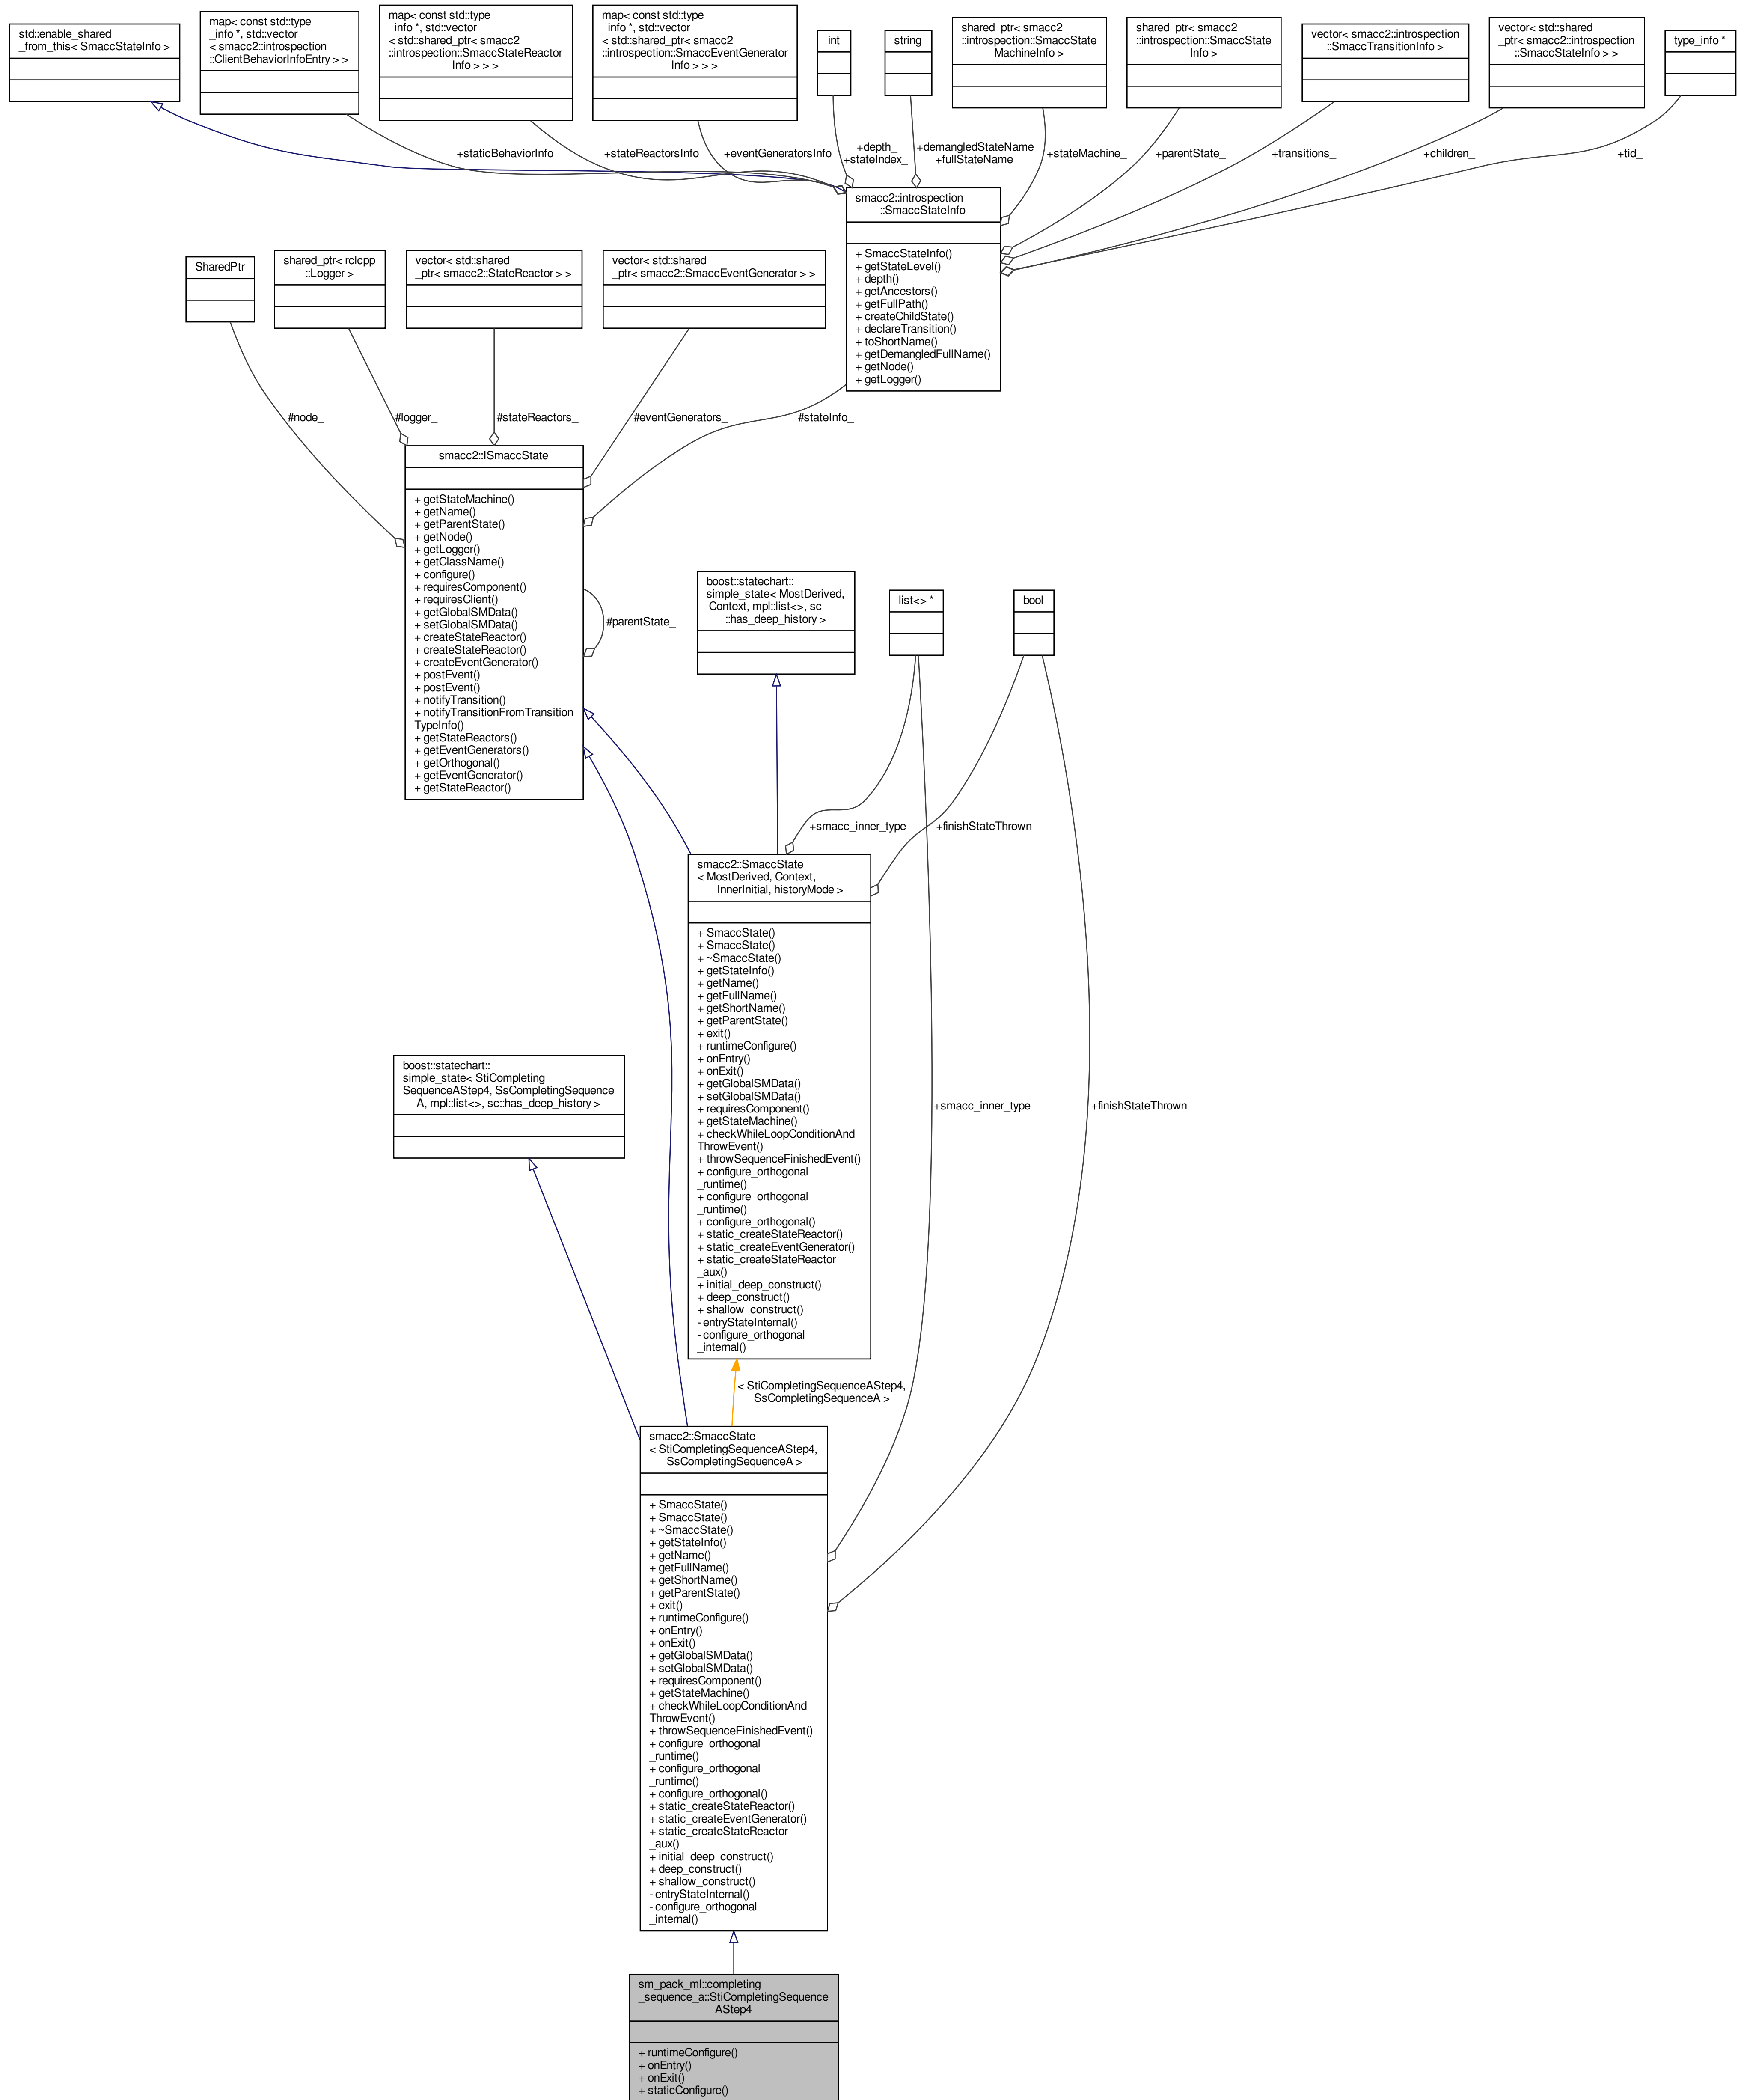 std::enable_shared
_from_this< SmaccStateInfo >
map< const std::type
_info *, std::vector
< smacc2::introspection
::ClientBehaviorInfoEntry > >
map< const std::type
_info *, std::vector
< std::shared_ptr< smacc2
::introspection::SmaccStateReactor
Info > > >
map< const std::type
_info *, std::vector
< std::shared_ptr< smacc2
::introspection::SmaccEventGenerator
Info > > >
int
string
shared_ptr< smacc2
::introspection::SmaccState
MachineInfo >
shared_ptr< smacc2
::introspection::SmaccState
Info >
vector< smacc2::introspection
::SmaccTransitionInfo >
vector< std::shared
_ptr< smacc2::introspection
::SmaccStateInfo > >
type_info *
+staticBehaviorInfo
+stateReactorsInfo
+eventGeneratorsInfo
+depth_
+stateIndex_
+demangledStateName
+fullStateName
+stateMachine_
+parentState_
+transitions_
+children_
+tid_
smacc2::introspection
::SmaccStateInfo
+ SmaccStateInfo()
+ getStateLevel()
+ depth()
+ getAncestors()
+ getFullPath()
+ createChildState()
+ declareTransition()
+ toShortName()
+ getDemangledFullName()
+ getNode()
+ getLogger()
SharedPtr
shared_ptr< rclcpp
::Logger >
vector< std::shared
_ptr< smacc2::StateReactor > >
vector< std::shared
_ptr< smacc2::SmaccEventGenerator > >
#node_
#logger_
#stateReactors_
#eventGenerators_
#stateInfo_
smacc2::ISmaccState
+ getStateMachine()
+ getName()
+ getParentState()
+ getNode()
+ getLogger()
+ getClassName()
+ configure()
+ requiresComponent()
+ requiresClient()
+ getGlobalSMData()
+ setGlobalSMData()
+ createStateReactor()
+ createStateReactor()
+ createEventGenerator()
+ postEvent()
+ postEvent()
+ notifyTransition()
+ notifyTransitionFromTransition
TypeInfo()
+ getStateReactors()
+ getEventGenerators()
+ getOrthogonal()
+ getEventGenerator()
+ getStateReactor()
#parentState_
boost::statechart::
simple_state< MostDerived,
Context, mpl::list<>, sc
::has_deep_history >
list<> *
bool
+smacc_inner_type
+finishStateThrown
smacc2::SmaccState
< MostDerived, Context,
InnerInitial, historyMode >
+ SmaccState()
+ SmaccState()
+ ~SmaccState()
+ getStateInfo()
+ getName()
+ getFullName()
+ getShortName()
+ getParentState()
+ exit()
+ runtimeConfigure()
+ onEntry()
+ onExit()
+ getGlobalSMData()
+ setGlobalSMData()
+ requiresComponent()
+ getStateMachine()
+ checkWhileLoopConditionAnd
ThrowEvent()
+ throwSequenceFinishedEvent()
+ configure_orthogonal
_runtime()
+ configure_orthogonal
_runtime()
+ configure_orthogonal()
+ static_createStateReactor()
+ static_createEventGenerator()
+ static_createStateReactor
_aux()
+ initial_deep_construct()
+ deep_construct()
+ shallow_construct()
- entryStateInternal()
- configure_orthogonal
_internal()
boost::statechart::
simple_state< StiCompleting
SequenceAStep4, SsCompletingSequence
A, mpl::list<>, sc::has_deep_history >
+smacc_inner_type
+finishStateThrown
< StiCompletingSequenceAStep4,
SsCompletingSequenceA >
smacc2::SmaccState
< StiCompletingSequenceAStep4,
SsCompletingSequenceA >
+ SmaccState()
+ SmaccState()
+ ~SmaccState()
+ getStateInfo()
+ getName()
+ getFullName()
+ getShortName()
+ getParentState()
+ exit()
+ runtimeConfigure()
+ onEntry()
+ onExit()
+ getGlobalSMData()
+ setGlobalSMData()
+ requiresComponent()
+ getStateMachine()
+ checkWhileLoopConditionAnd
ThrowEvent()
+ throwSequenceFinishedEvent()
+ configure_orthogonal
_runtime()
+ configure_orthogonal
_runtime()
+ configure_orthogonal()
+ static_createStateReactor()
+ static_createEventGenerator()
+ static_createStateReactor
_aux()
+ initial_deep_construct()
+ deep_construct()
+ shallow_construct()
- entryStateInternal()
- configure_orthogonal
_internal()
sm_pack_ml::completing
_sequence_a::StiCompletingSequence
AStep4
+ runtimeConfigure()
+ onEntry()
+ onExit()
+ staticConfigure()